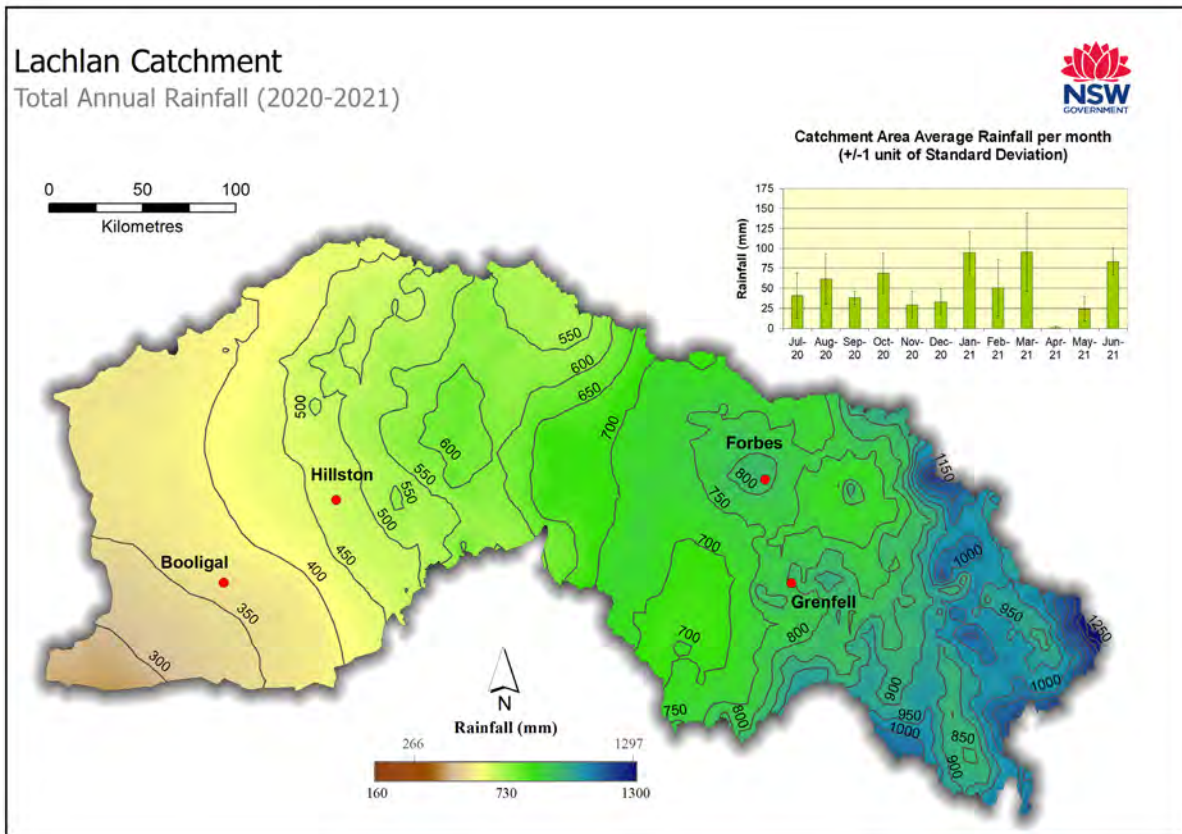 Lachlan Catchment
Total Annual Rainfall (2020-2021)
NSW
GOVERNMENT
0 50 100
Kilometres
Catchment Area Average Rainfall per month
(+/-1 unit of Standard Deviation)
Rainfall (mm)
175
150
125
100
75
50
25
0
Jul-20
Aug-20
Sep-20
Oct-20
Nov-20
Dec-20
Jan-21
Feb-21
Mar-21
Apr-21
May-21
Jun-21
550
600
650
700
500
600
550
550
500
450
400
350
300
Hillston
Booligal
Forbes
800
750
700
700
Grenfell
800
750
800
1150
1000
950
1250
1000
900
950
1000
850
900
N
Rainfall (mm)
266 1297
160 730 1300